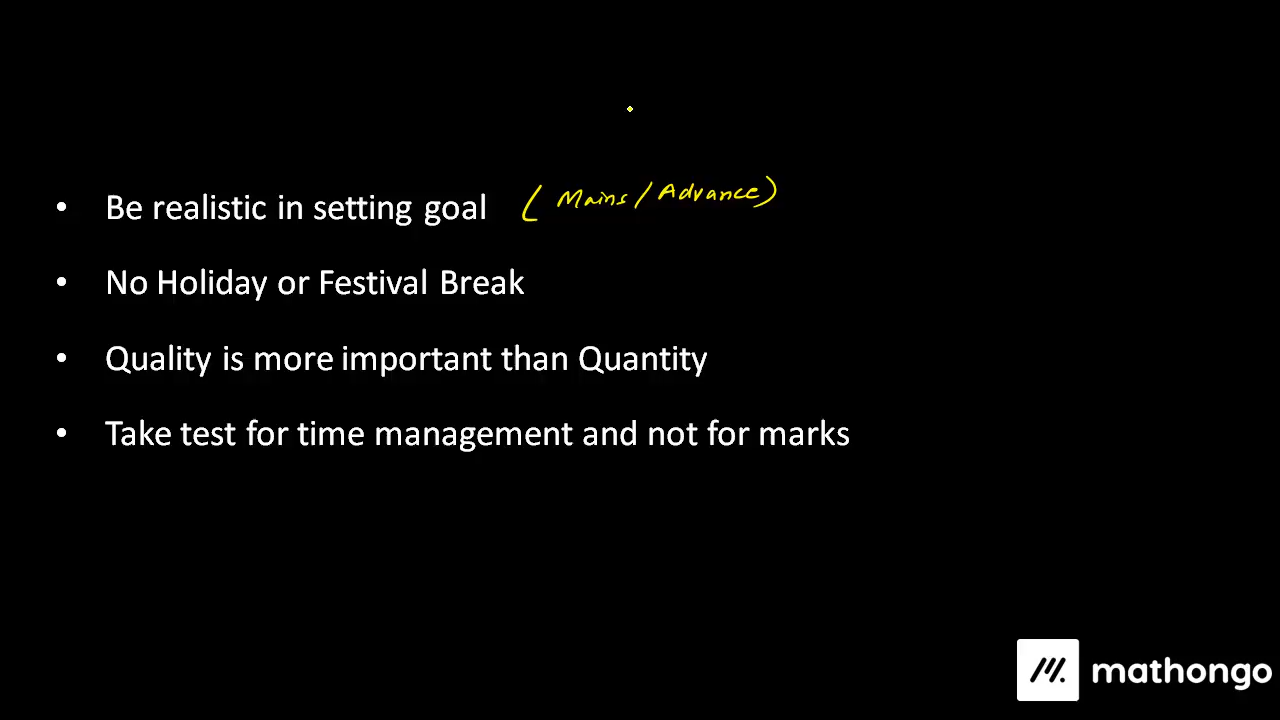 • Be realistic in setting goal (Mains/Advance)
• No Holiday or Festival Break
• Quality is more important than Quantity
• Take test for time management and not for marks
mathongo